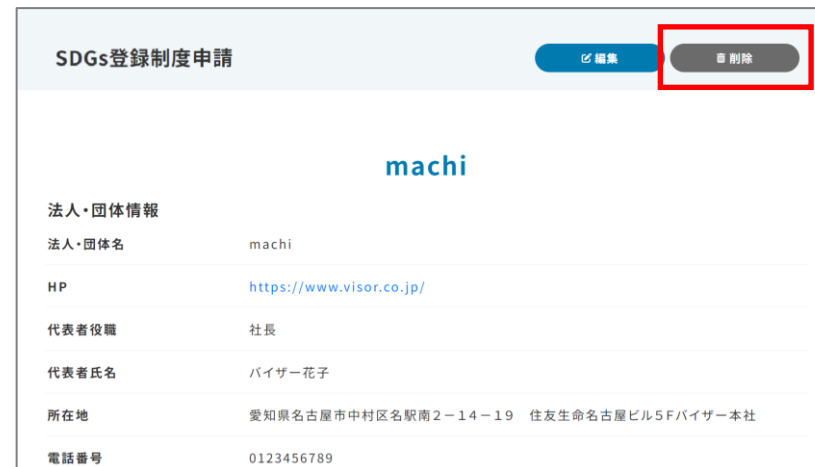 SDGs登録制度申請
編集
削除
machi
法人・団体情報
法人・団体名 machi
HP https://www.visor.co.jp/
代表者役職 社長
代表者氏名 バイザー花子
所在地 愛知県名古屋市中村区名駅南2－14－19　住友生命名古屋ビル5Fバイザー本社
電話番号 0123456789